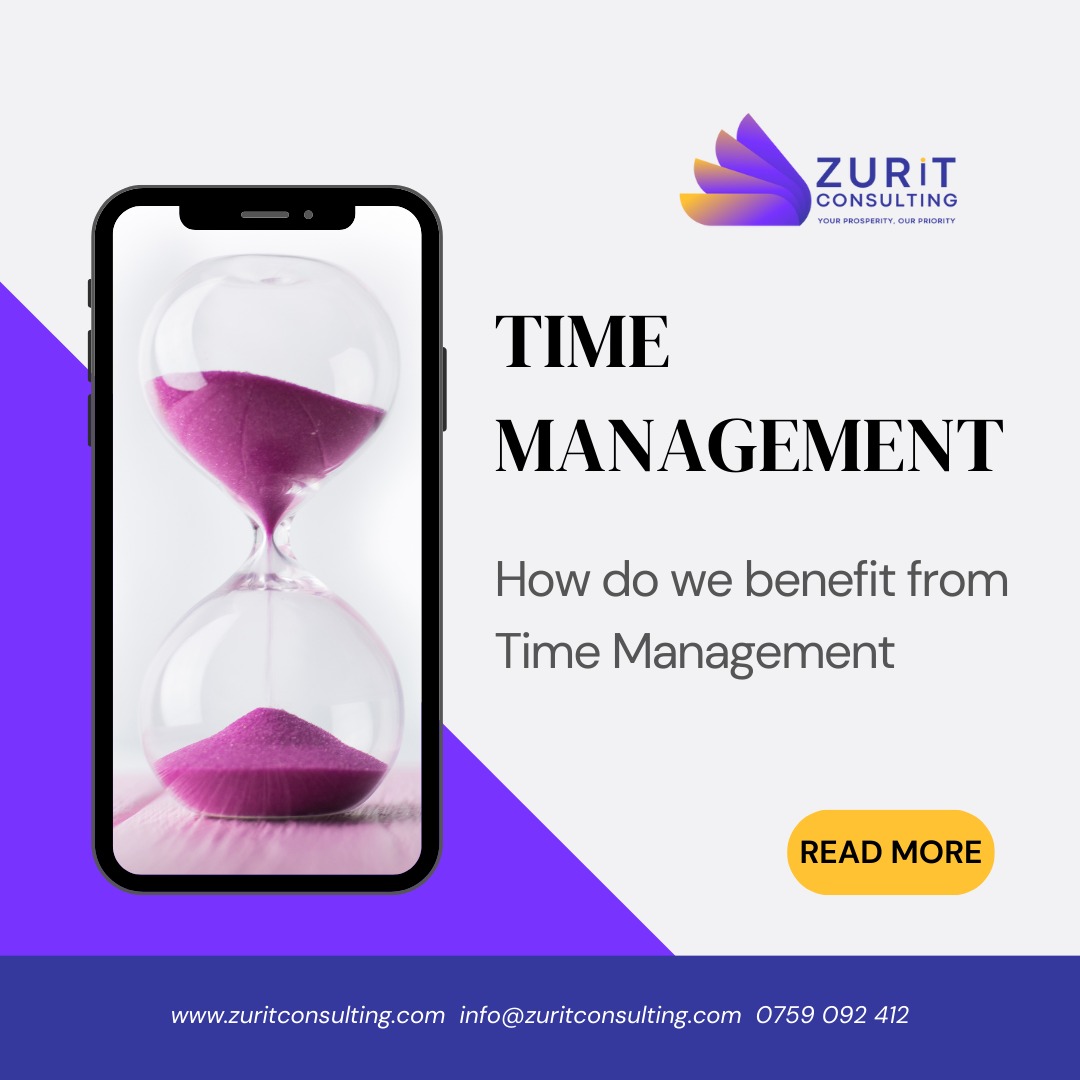 ZURiT
CONSULTING
YOUR PROSPERITY, OUR PRIORITY
TIME
MANAGEMENT
How do we benefit from
Time Management
READ MORE
www.zuritconsulting.com info@zuritconsulting.com 0759 092 412